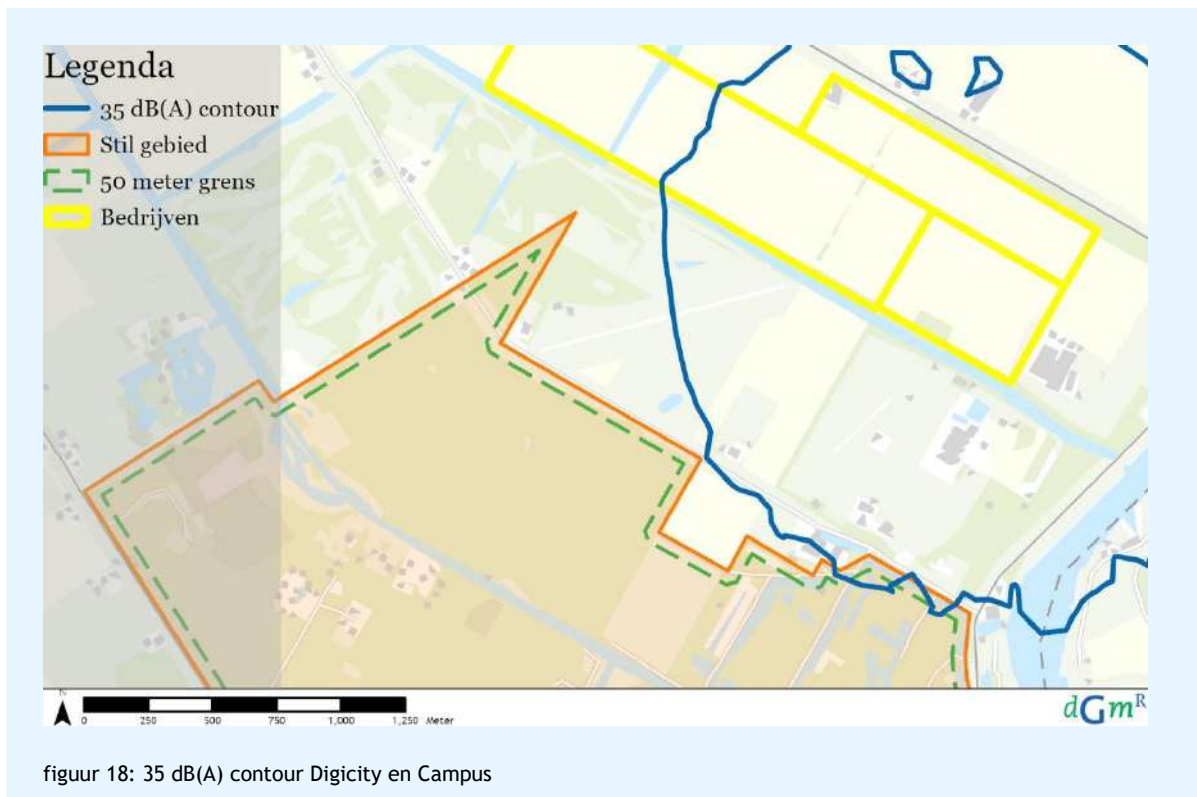 Legenda
35 dB(A) contour
Stil gebied
50 meter grens
Bedrijven
N
0 250 500 750 1,000 1,250 Meter
dGmR
figuur 18: 35 dB(A) contour Digicity en Campus